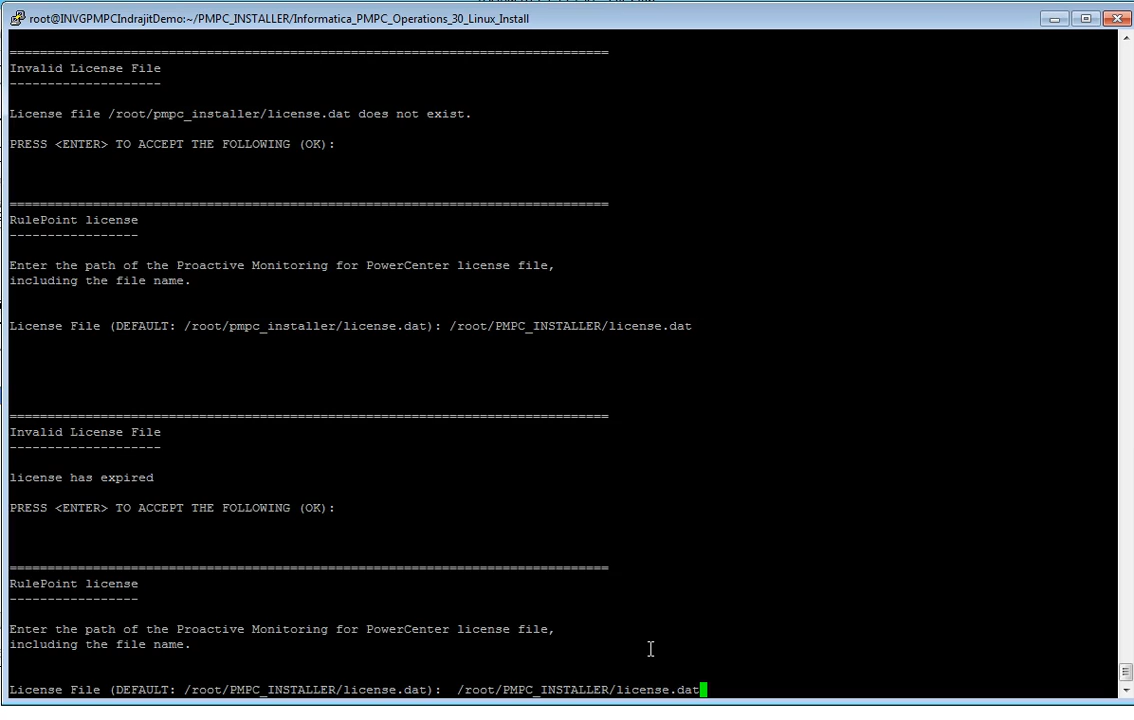 root@INVGPMPCIndrajitDemo:~/PMPC_INSTALLER/Informatica_PMPC_Operations_30_Linux_Install
===============================================================================
Invalid License File
--------------------
License file /root/pmpc_installer/license.dat does not exist.
PRESS <ENTER> TO ACCEPT THE FOLLOWING (OK):
===============================================================================
RulePoint license
-----------------
Enter the path of the Proactive Monitoring for PowerCenter license file,
including the file name.
License File (DEFAULT: /root/pmpc_installer/license.dat): /root/PMPC_INSTALLER/license.dat
===============================================================================
Invalid License File
--------------------
license has expired
PRESS <ENTER> TO ACCEPT THE FOLLOWING (OK):
===============================================================================
RulePoint license
-----------------
Enter the path of the Proactive Monitoring for PowerCenter license file,
including the file name.
License File (DEFAULT: /root/PMPC_INSTALLER/license.dat):  /root/PMPC_INSTALLER/license.dat